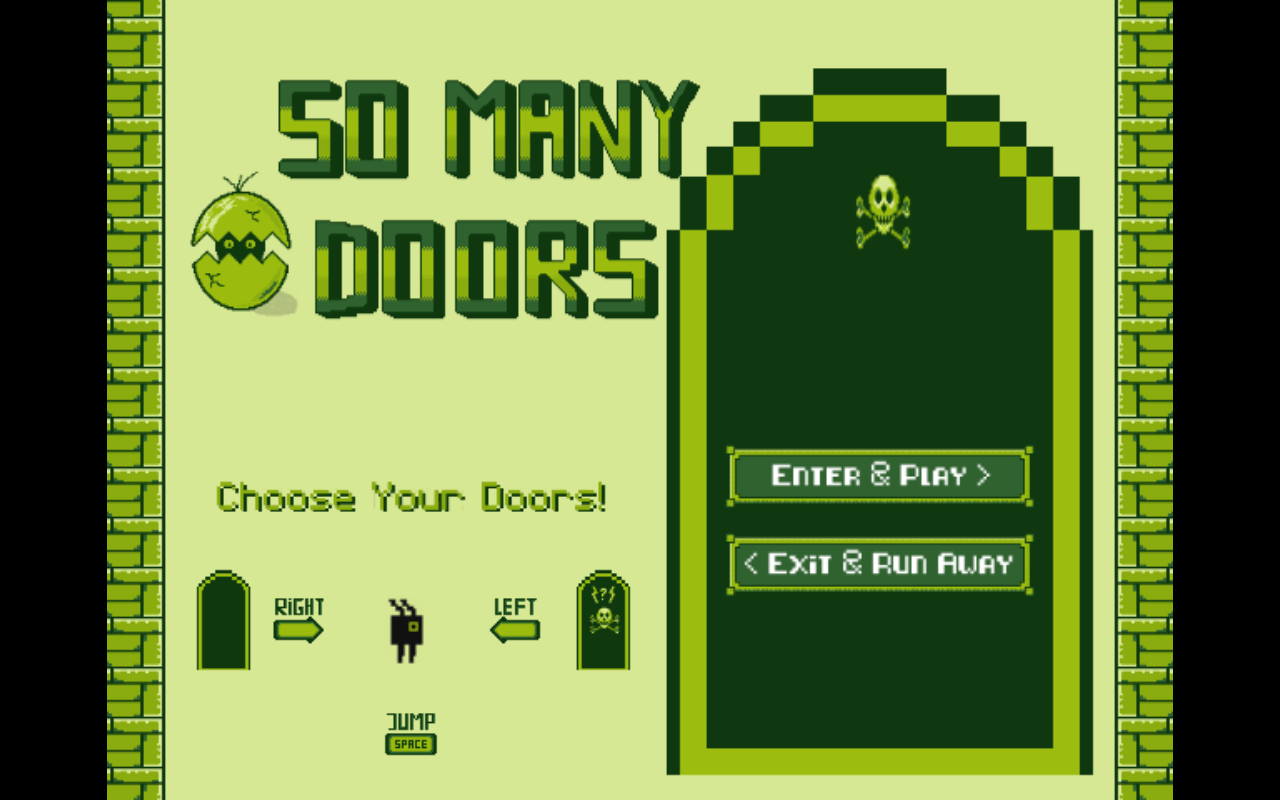 SO MANY
DOORS
Choose Your Doors!
RIGHT
LEFT
?
JUMP
SPACE
ENTER & PLAY >
< EXIT & RUN AWAY